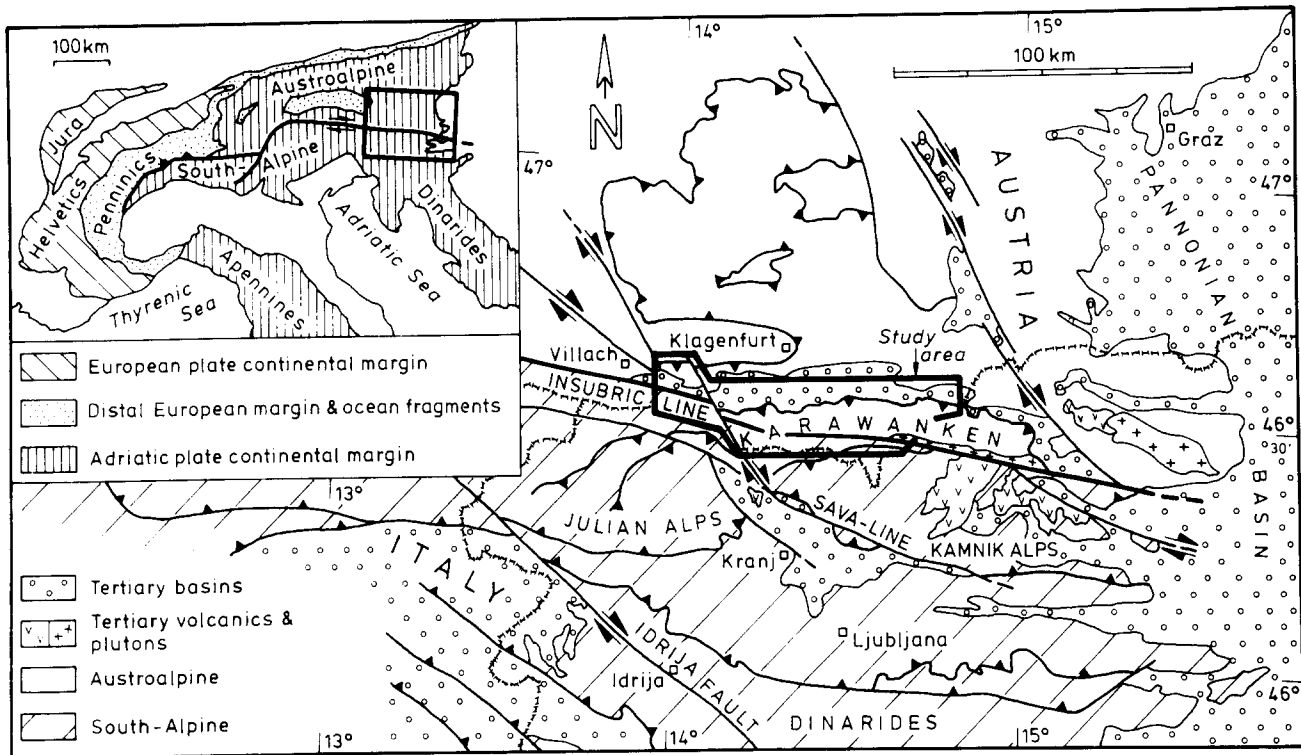 100km
Austroalpine
Jura
South-Alpine
Penninics
Helvetics
Dinarides
Adriatic Sea
Apennines
Thyrenic Sea
European plate continental margin
Distal European margin & ocean fragments
Adriatic plate continental margin
14°
15°
100 km
N
47°
47°
Graz
AUSTRIA
PANNONIAN
BASIN
Klagenfurt
Villach
Study
area
INSUBRIC LINE
KARAWANKEN
46°
30'
13°
JULIAN ALPS
SAVA-LINE
KAMNIK ALPS
Kranj
ITALY
Ljubljana
IDRIJA FAULT
Idrija
46°
DINARIDES
13°
14°
15°
Tertiary basins
Tertiary volcanics &
plutons
Austroalpine
South-Alpine